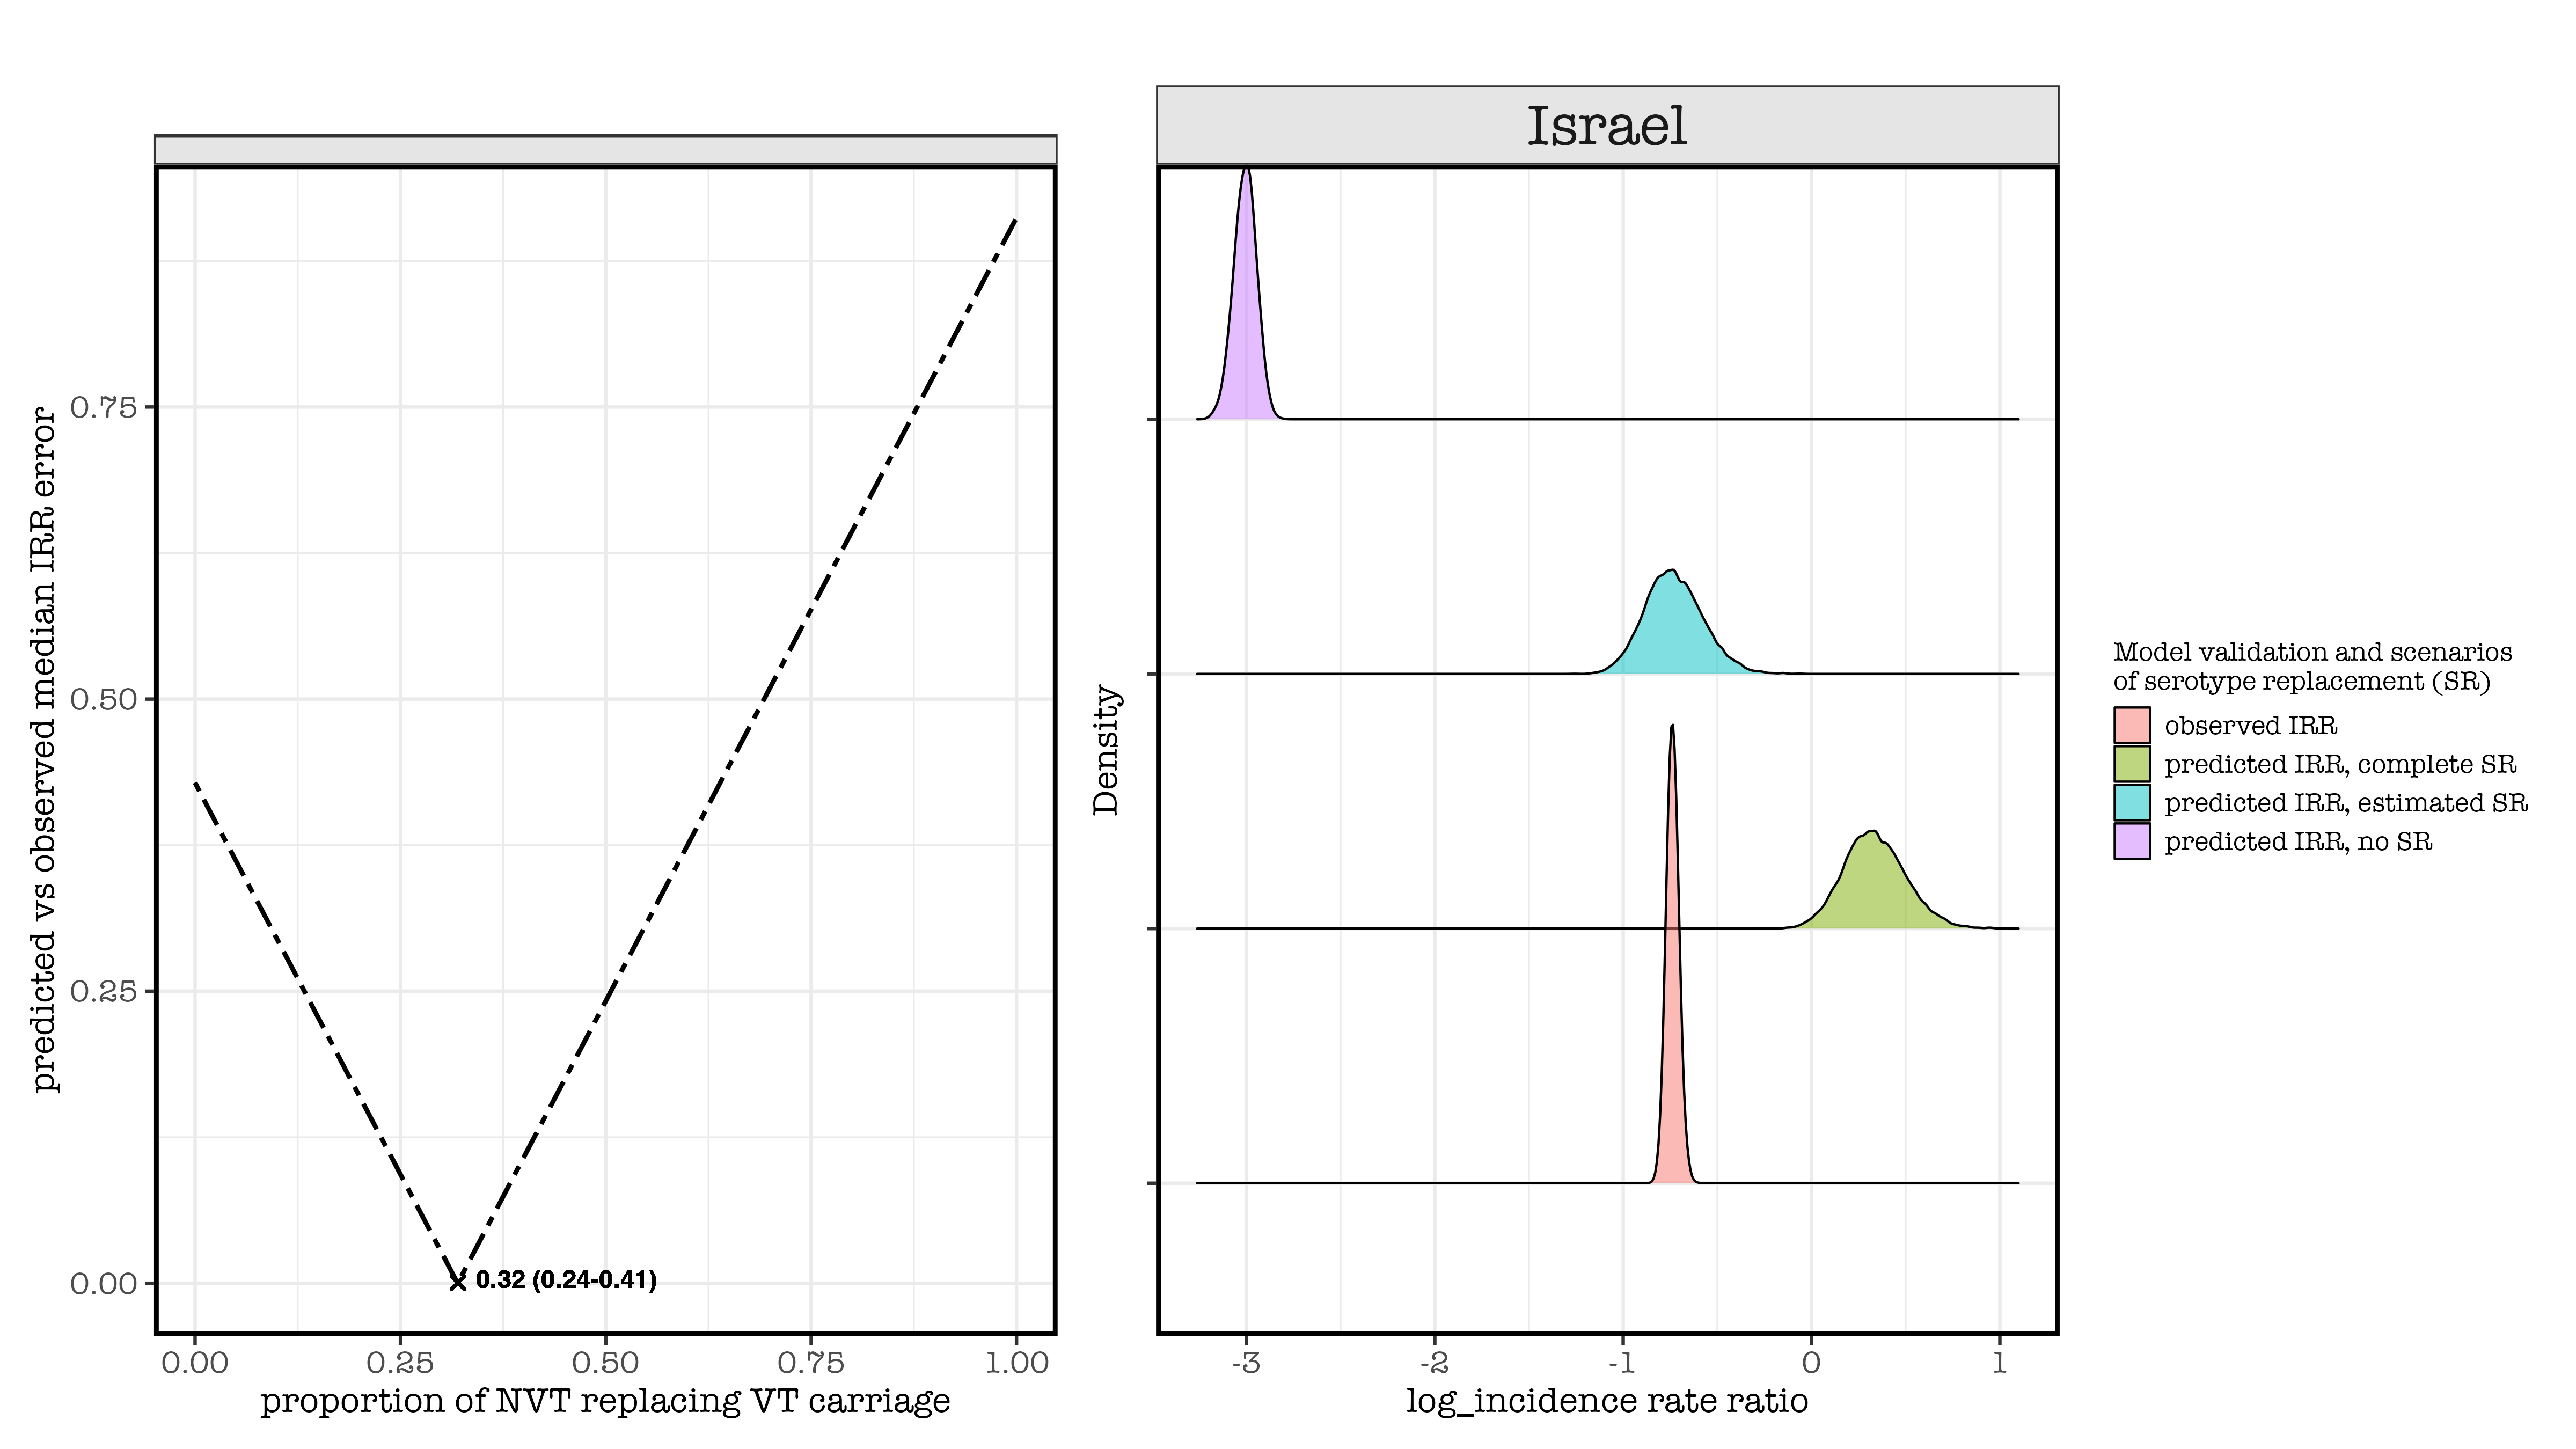 Israel
predicted vs observed median IRR error
0.75
0.50
0.25
0.00
0.32 (0.24-0.41)
0.00 0.25 0.50 0.75 1.00
proportion of NVT replacing VT carriage
Density
-3 -2 -1 0 1
log_incidence rate ratio
Model validation and scenarios
of serotype replacement (SR)
observed IRR
predicted IRR, complete SR
predicted IRR, estimated SR
predicted IRR, no SR